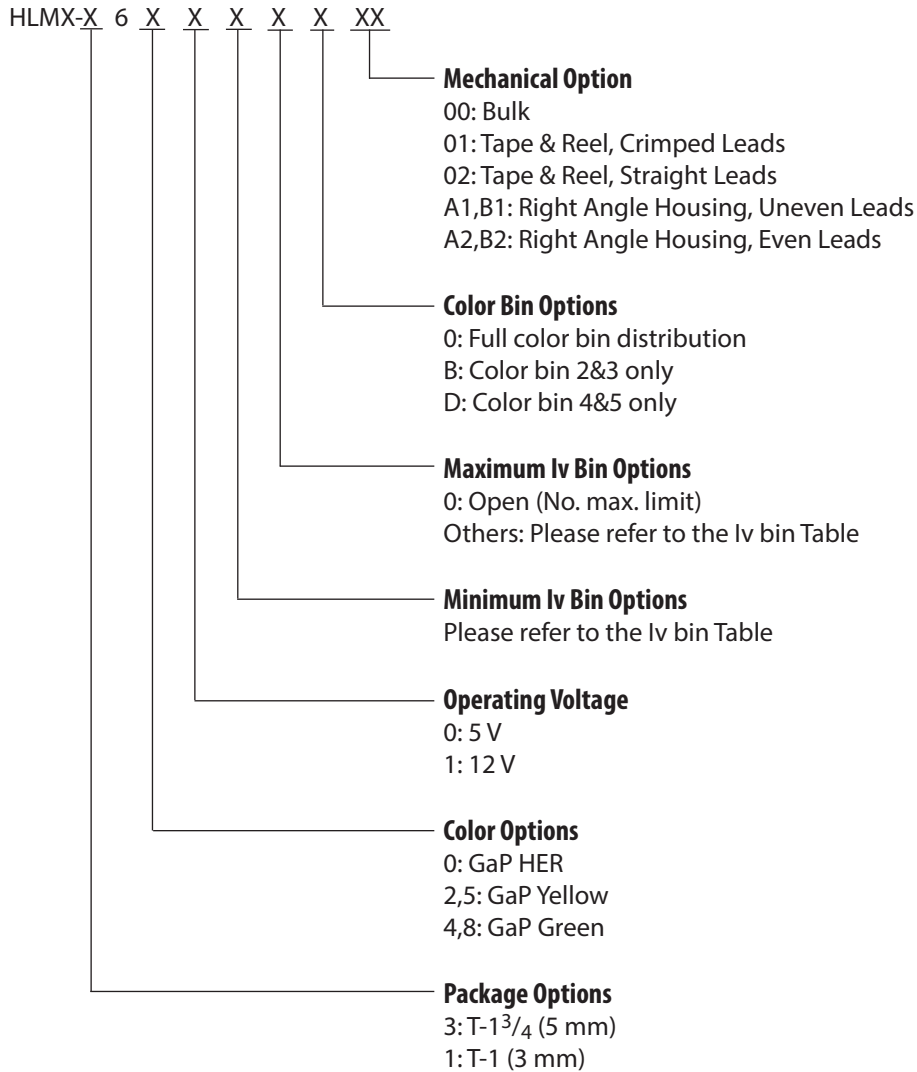 HLMX-X 6 X X X X X XX
Mechanical Option
00: Bulk
01: Tape & Reel, Crimped Leads
02: Tape & Reel, Straight Leads
A1,B1: Right Angle Housing, Uneven Leads
A2,B2: Right Angle Housing, Even Leads
Color Bin Options
0: Full color bin distribution
B: Color bin 2&3 only
D: Color bin 4&5 only
Maximum Iv Bin Options
0: Open (No. max. limit)
Others: Please refer to the Iv bin Table
Minimum Iv Bin Options
Please refer to the Iv bin Table
Operating Voltage
0: 5 V
1: 12 V
Color Options
0: GaP HER
2,5: GaP Yellow
4,8: GaP Green
Package Options
3: T-1 3/4 (5 mm)
1: T-1 (3 mm)